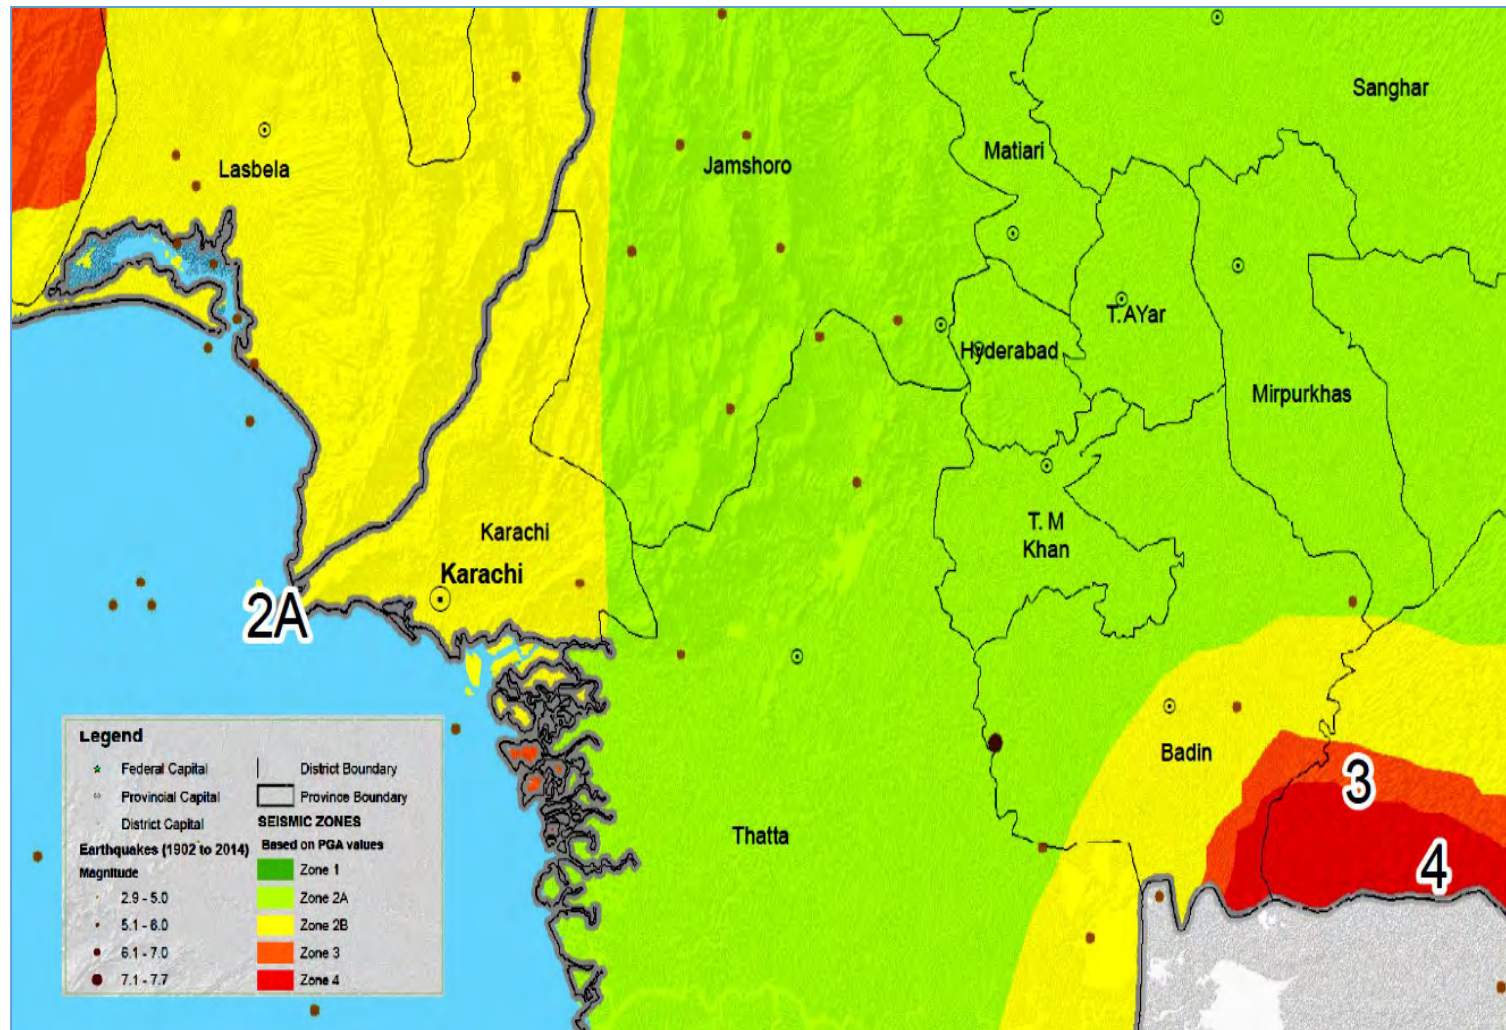 Sanghar
Matiari
Jamshoro
Lasbela
T.AYar
Hyderabad
Mirpurkhas
T. M
Khan
Karachi
Karachi
2A
Badin
3
Thatta
4
Legend
Federal Capital
Provincial Capital
District Capital
Earthquakes (1902 to 2014)
Magnitude
2.9 - 5.0
5.1 - 6.0
6.1 - 7.0
7.1 - 7.7
District Boundary
Province Boundary
SEISMIC ZONES
Based on PGA values
Zone 1
Zone 2A
Zone 2B
Zone 3
Zone 4